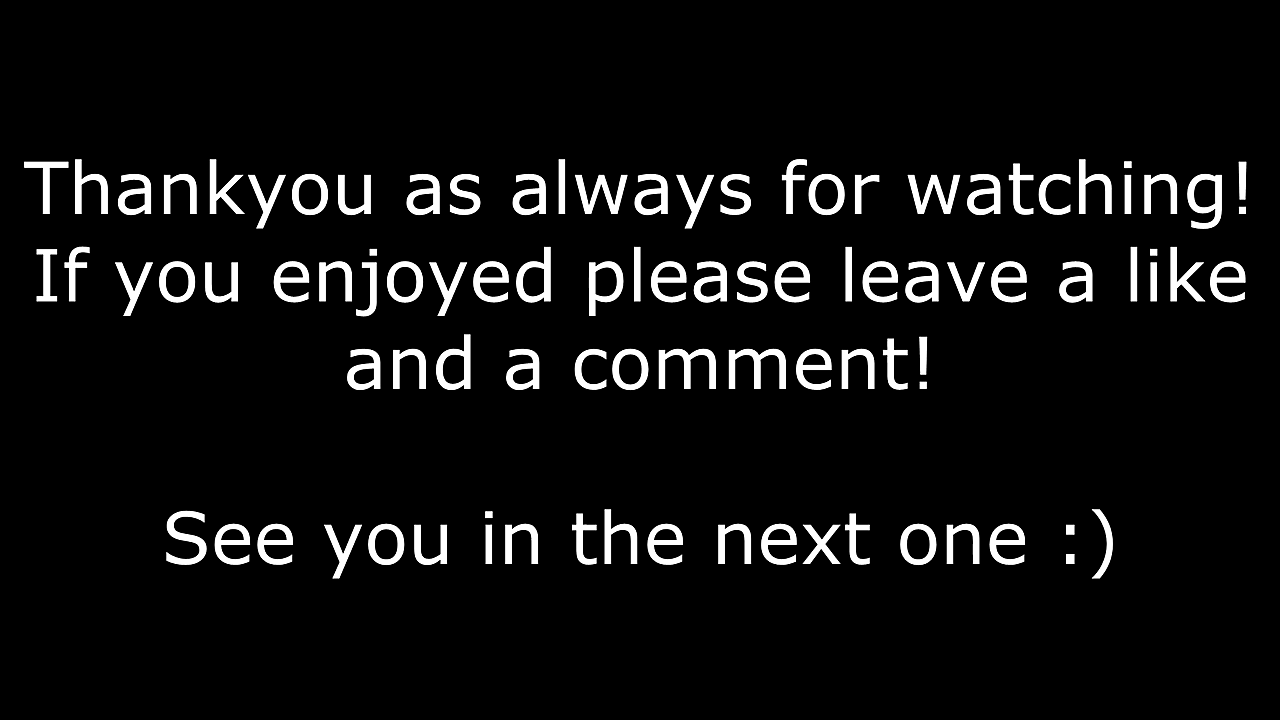 Thankyou as always for watching!
If you enjoyed please leave a like
and a comment!
See you in the next one :)